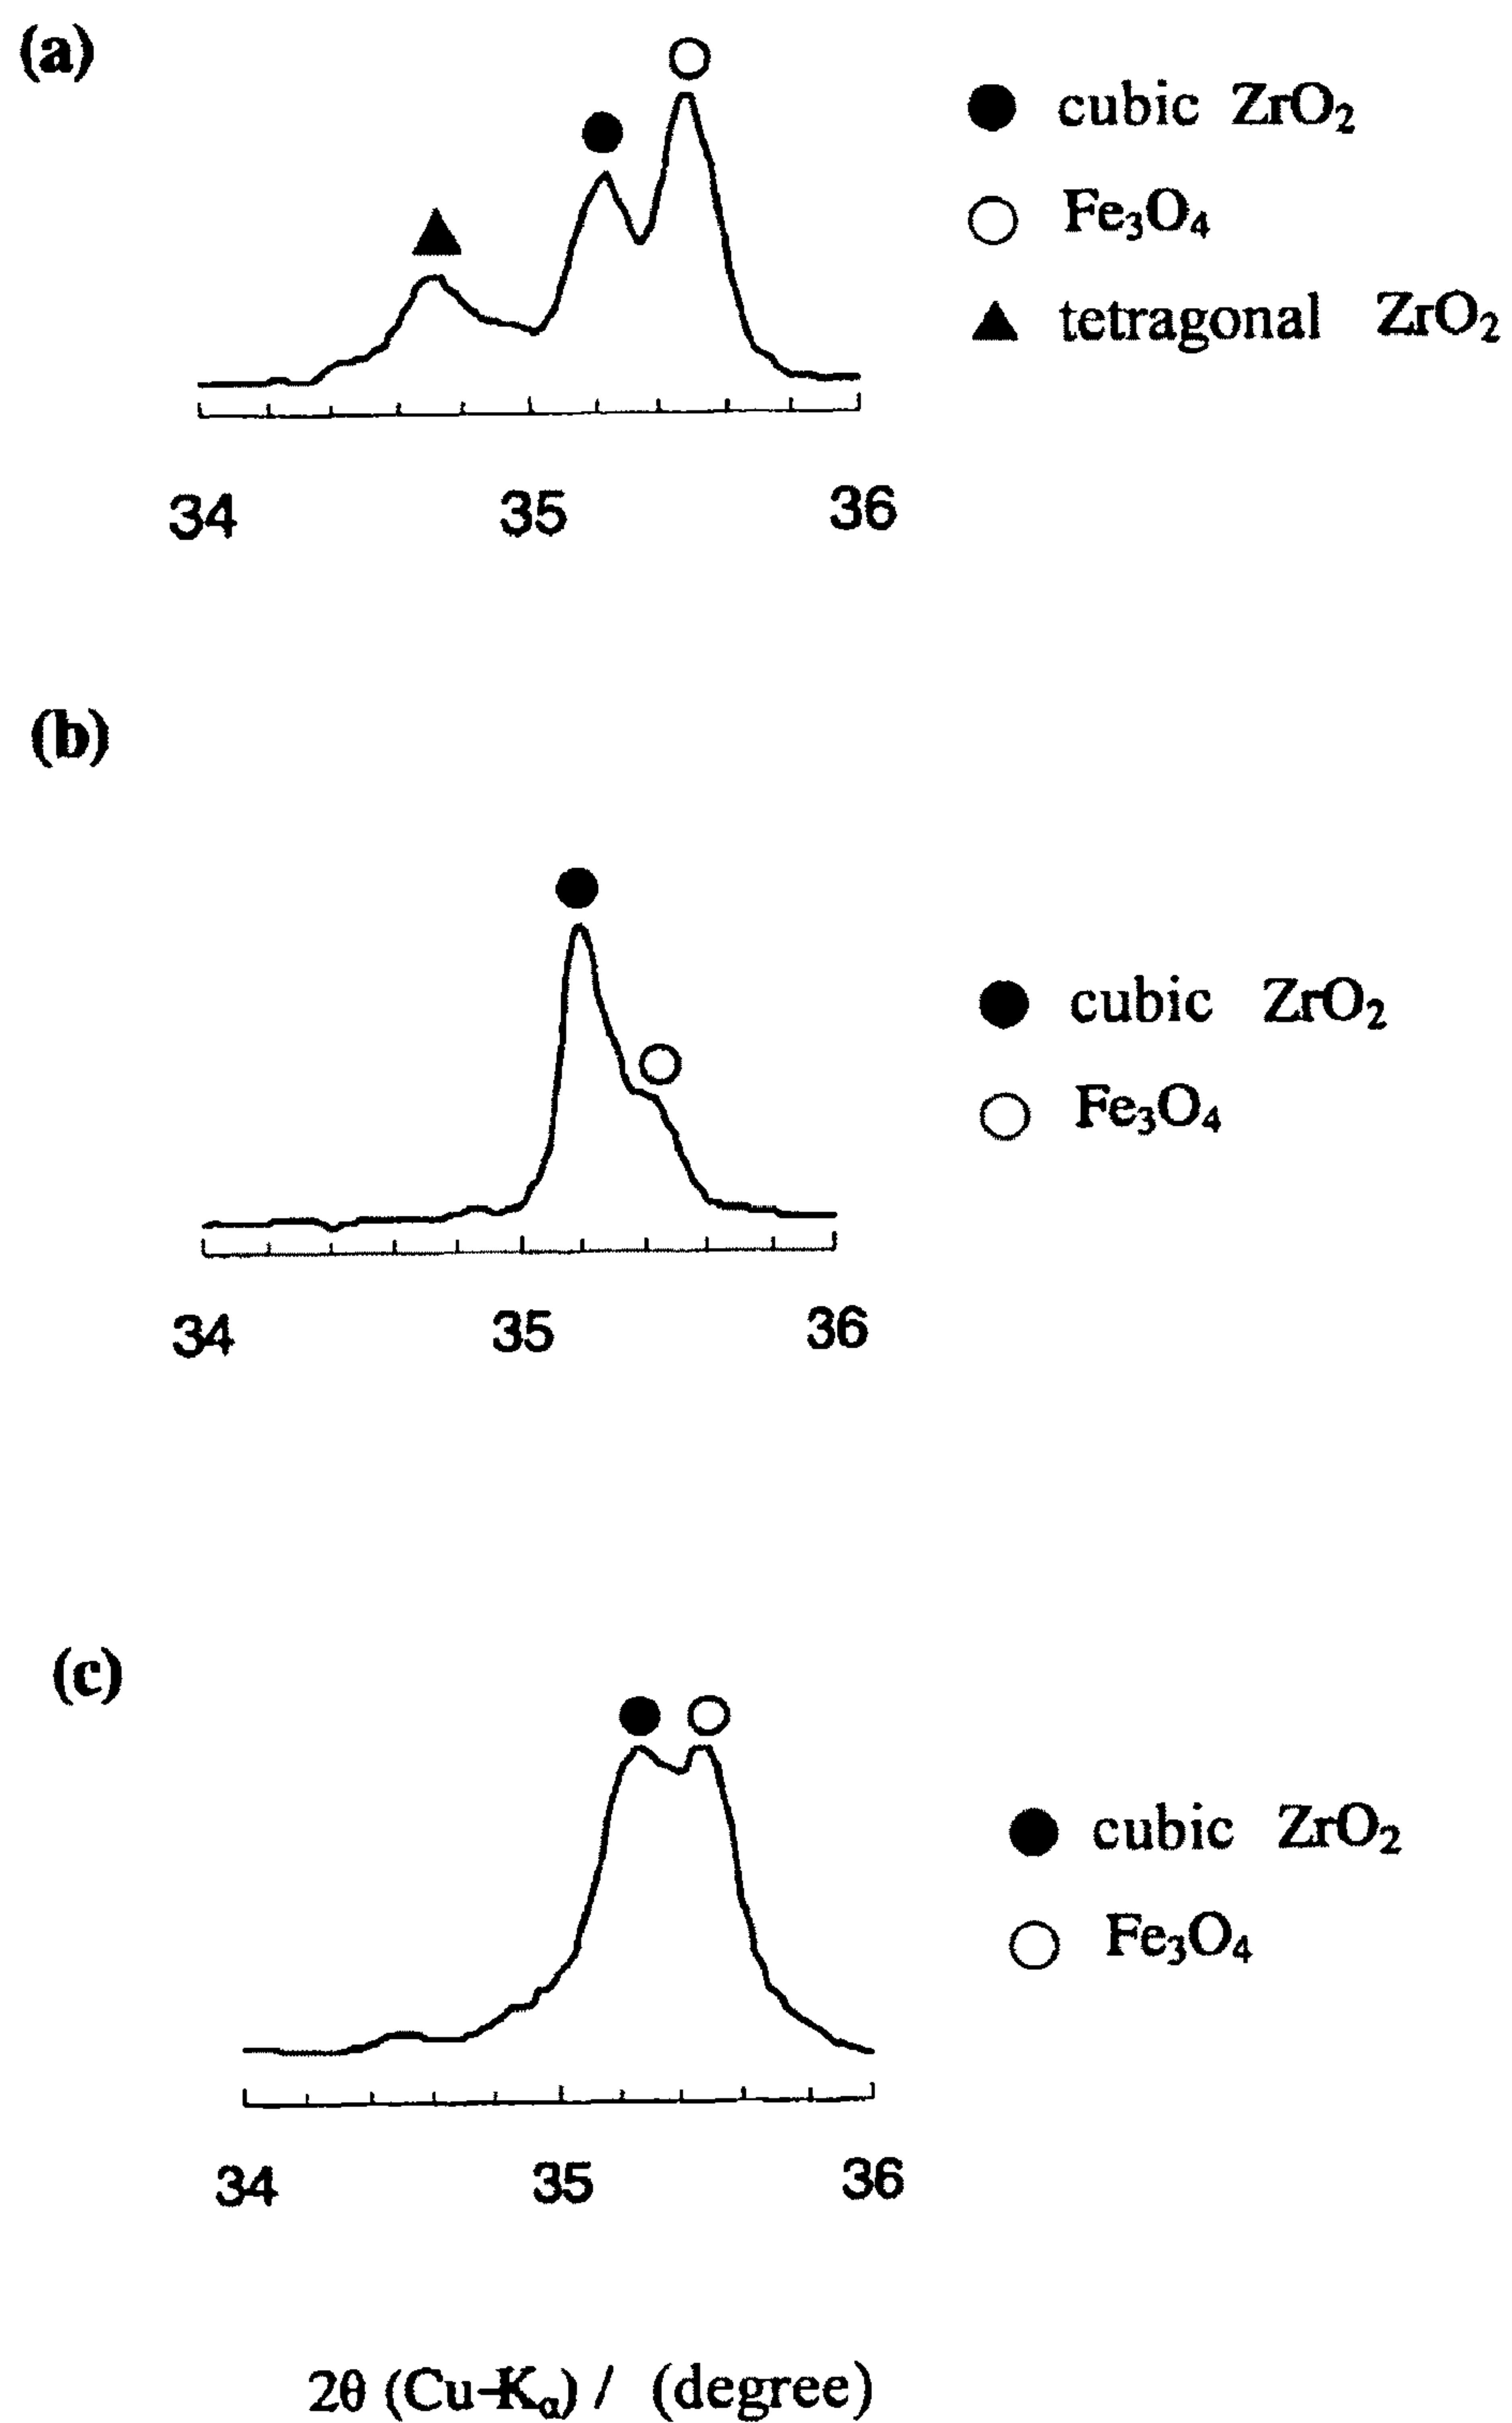 (a)
● cubic ZrO₂
○ Fe₃O₄
▲ tetragonal ZrO₂
34 35 36
(b)
● cubic ZrO₂
○ Fe₃O₄
34 35 36
(c)
● cubic ZrO₂
○ Fe₃O₄
34 35 36
2θ (Cu-Kα) / (degree)